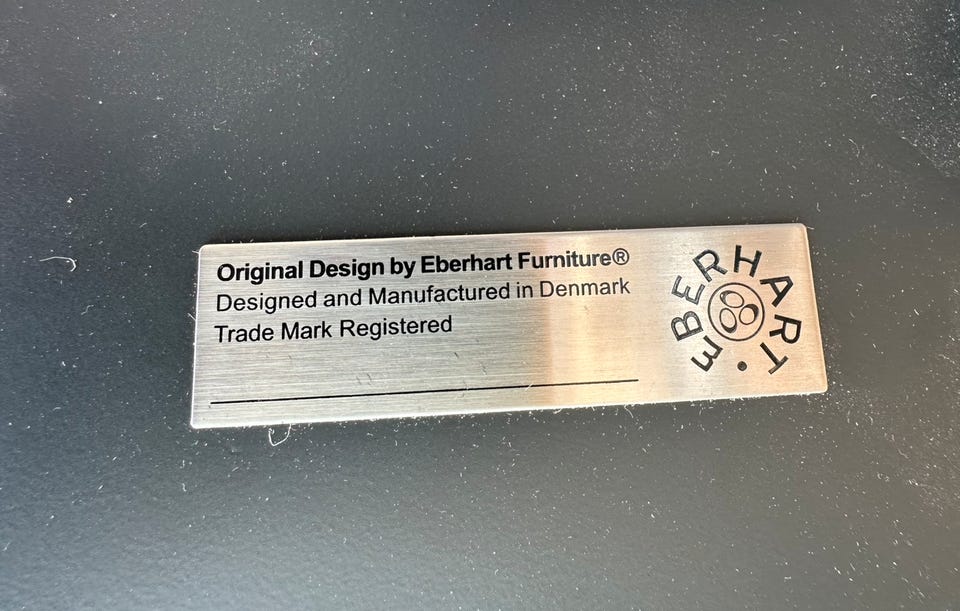 Original Design by Eberhart Furniture®
Designed and Manufactured in Denmark
Trade Mark Registered
EBERHART •